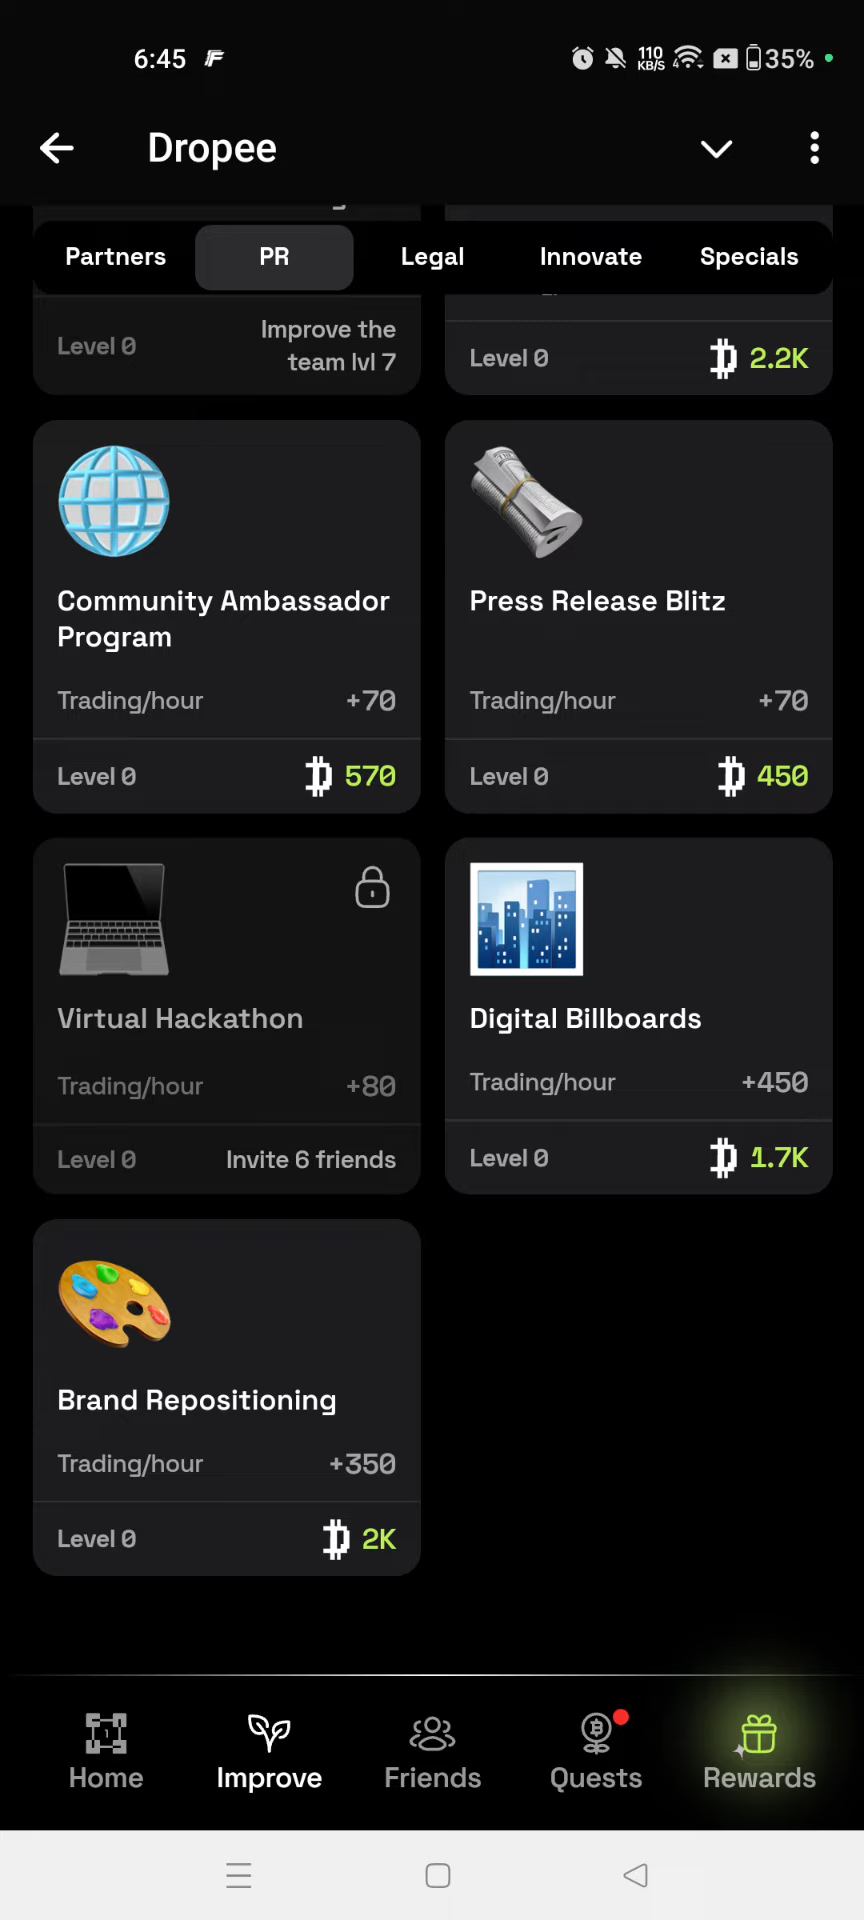 6:45
110
KB/S
4
35%
Dropee
Partners
PR
Legal
Innovate
Specials
Level 0
Improve the
team lvl 7
Level 0
2.2K
Community Ambassador
Program
Trading/hour
+70
Level 0
570
Press Release Blitz
Trading/hour
+70
Level 0
450
Virtual Hackathon
Trading/hour
+80
Level 0
Invite 6 friends
Digital Billboards
Trading/hour
+450
Level 0
1.7K
Brand Repositioning
Trading/hour
+350
Level 0
2K
Home
Improve
Friends
Quests
Rewards